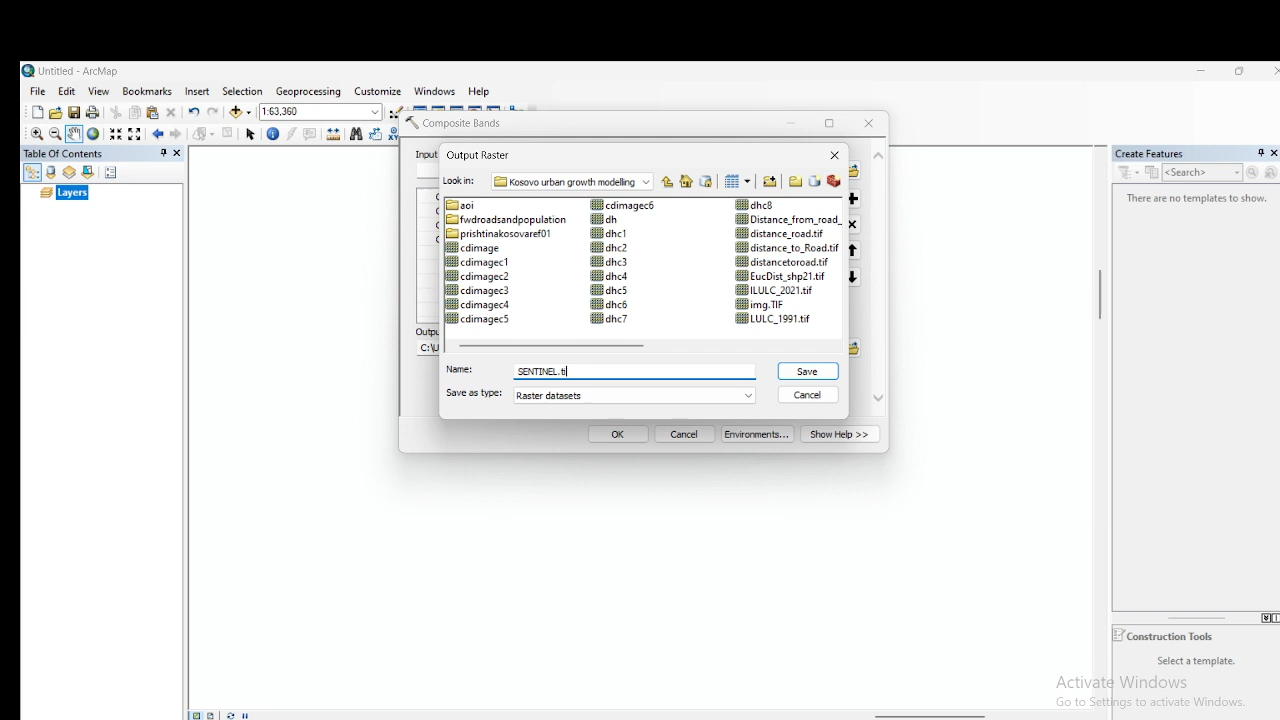 Untitled - ArcMap
File Edit View Bookmarks Insert Selection Geoprocessing Customize Windows Help
1:63,360
Composite Bands
Table Of Contents
Create Features
Input
Output Raster
<Search>
Look in: Kosovo urban growth modelling
Layers
There are no templates to show.
aoi cdimagec6 dhc8
fwdroadsandpopulation dh Distance_from_road_
prishtinakosovaref01 dhc1 distance_road.tif
cdimage dhc2 distance_to_Road.tif
cdimagec1 dhc3 distancetoroad.tif
cdimagec2 dhc4 EucDist_shp21.tif
cdimagec3 dhc5 ILULC_2021.tif
cdimagec4 dhc6 img.TIF
cdimagec5 dhc7 LULC_1991.tif
Outpu
C:\U
Name: SENTINEL.ti Save
Save as type: Raster datasets Cancel
OK Cancel Environments... Show Help >>
Construction Tools
Select a template.
Activate Windows
Go to Settings to activate Windows.